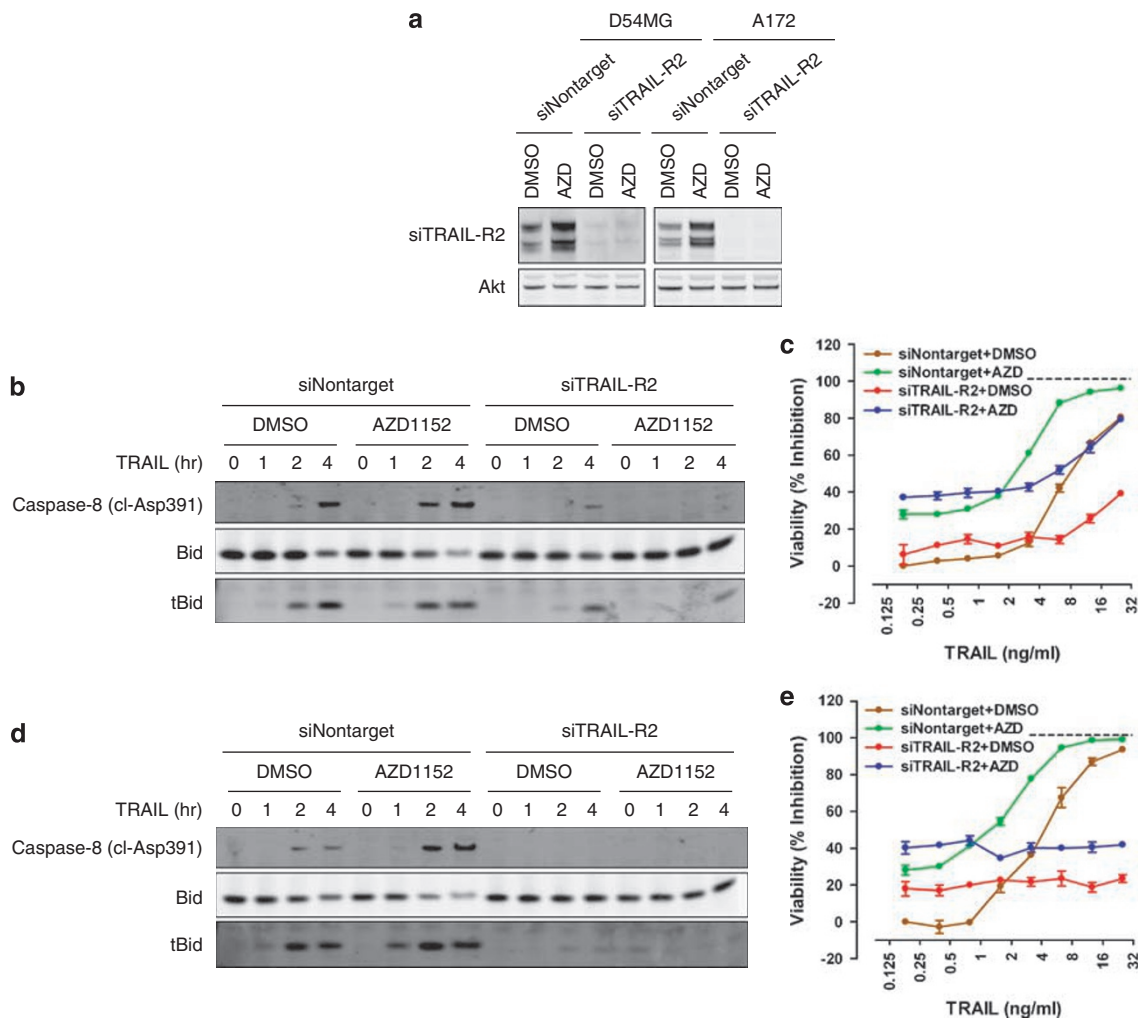 a
D54MG A172
siNontarget siTRAIL-R2 siNontarget siTRAIL-R2
DMSO AZD DMSO AZD DMSO AZD DMSO AZD
siTRAIL-R2
Akt
b
siNontarget siTRAIL-R2
DMSO AZD1152 DMSO AZD1152
TRAIL (hr) 0 1 2 4 0 1 2 4 0 1 2 4 0 1 2 4
Caspase-8 (cl-Asp391)
Bid
tBid
c
siNontarget+DMSO
siNontarget+AZD
siTRAIL-R2+DMSO
siTRAIL-R2+AZD
Viability (% Inhibition)
120
100
80
60
40
20
0
-20
0.125 0.25 0.5 1 2 4 8 16 32
TRAIL (ng/ml)
d
siNontarget siTRAIL-R2
DMSO AZD1152 DMSO AZD1152
TRAIL (hr) 0 1 2 4 0 1 2 4 0 1 2 4 0 1 2 4
Caspase-8 (cl-Asp391)
Bid
tBid
e
siNontarget+DMSO
siNontarget+AZD
siTRAIL-R2+DMSO
siTRAIL-R2+AZD
Viability (% Inhibition)
120
100
80
60
40
20
0
-20
0.125 0.25 0.5 1 2 4 8 16 32
TRAIL (ng/ml)